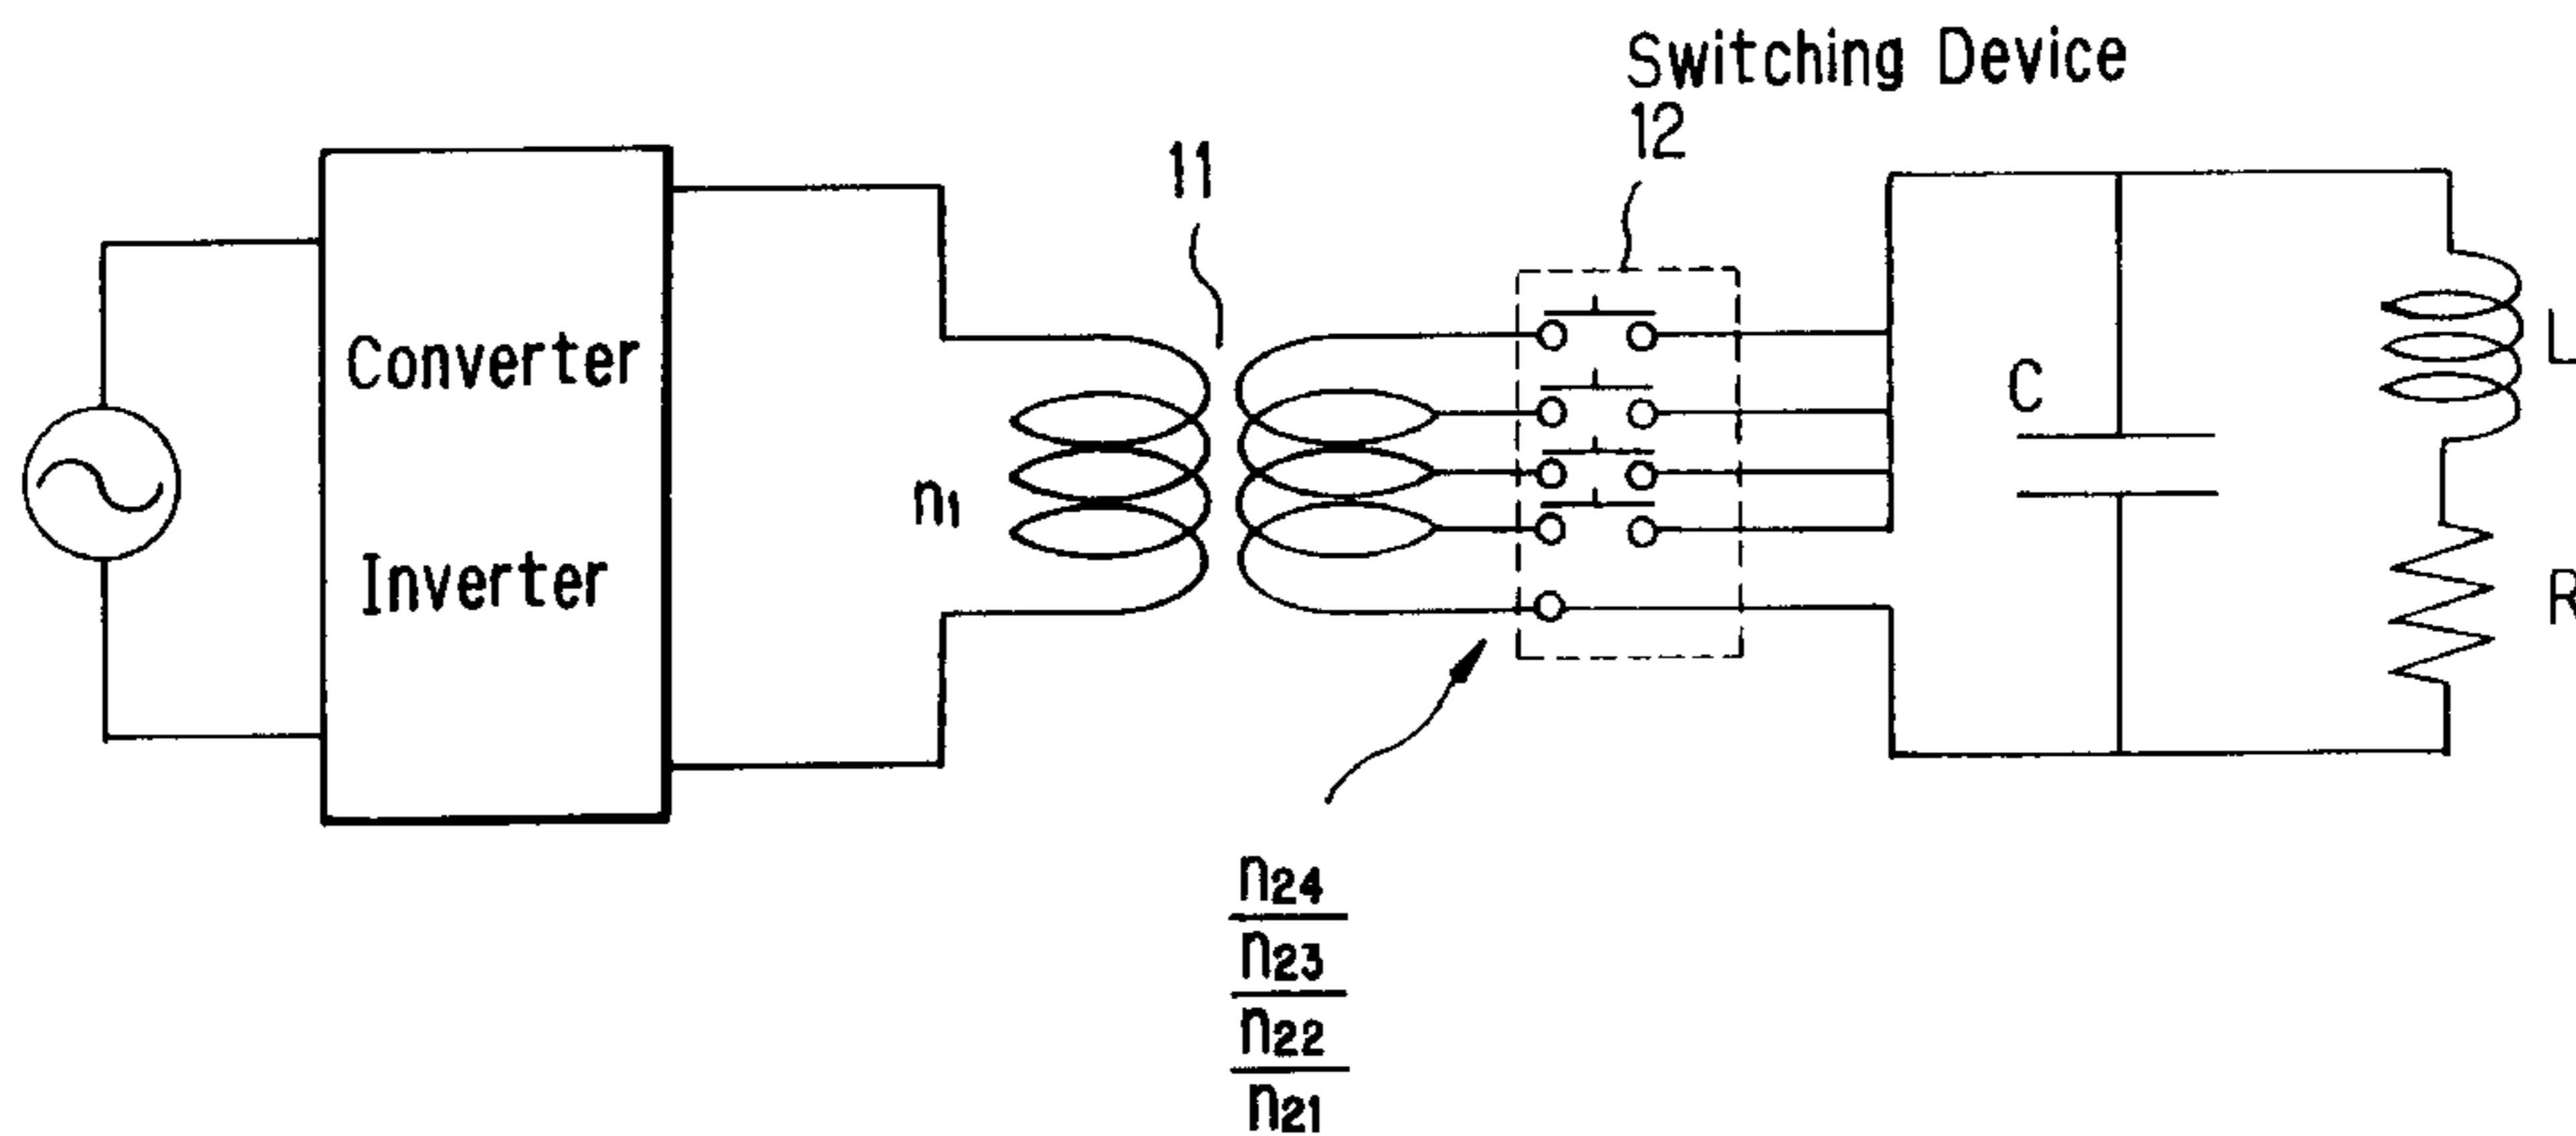 Switching Device
12
11
Converter
Inverter
n1
C
L
R
n24
n23
n22
n21